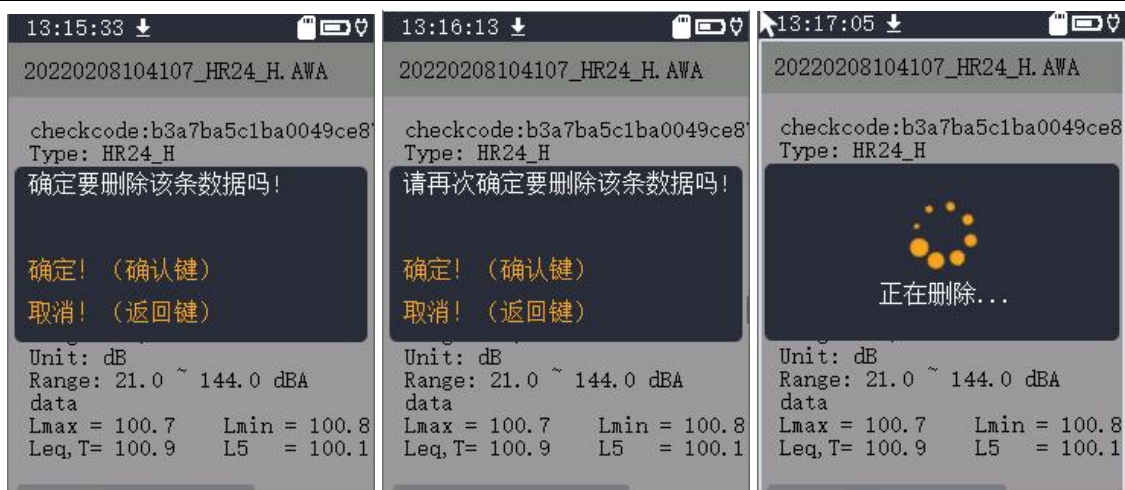 13:15:33
20220208104107_HR24_H.AWA
checkcode:b3a7ba5c1ba0049ce8
Type: HR24_H
确定要删除该条数据吗!
确定! (确认键)
取消! (返回键)
Unit: dB
Range: 21.0 ~ 144.0 dBA
data
Lmax = 100.7 Lmin = 100.8
Leq,T= 100.9 L5 = 100.1
13:16:13
20220208104107_HR24_H.AWA
checkcode:b3a7ba5c1ba0049ce8
Type: HR24_H
请再次确定要删除该条数据吗!
确定! (确认键)
取消! (返回键)
Unit: dB
Range: 21.0 ~ 144.0 dBA
data
Lmax = 100.7 Lmin = 100.8
Leq,T= 100.9 L5 = 100.1
13:17:05
20220208104107_HR24_H.AWA
checkcode:b3a7ba5c1ba0049ce8
Type: HR24_H
正在删除...
Unit: dB
Range: 21.0 ~ 144.0 dBA
data
Lmax = 100.7 Lmin = 100.8
Leq,T= 100.9 L5 = 100.1